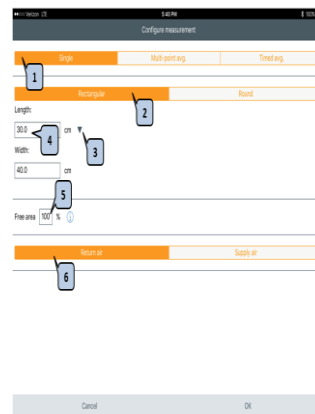 Verizon LTE 5:40 PM 100%
Configure measurement
Single Multi-point avg. Timed avg.
1
Rectangular Round
2
Length:
30.0 cm
4 3
Width:
40.0 cm
5
Free area 100 %
Return air Supply air
6
Cancel OK